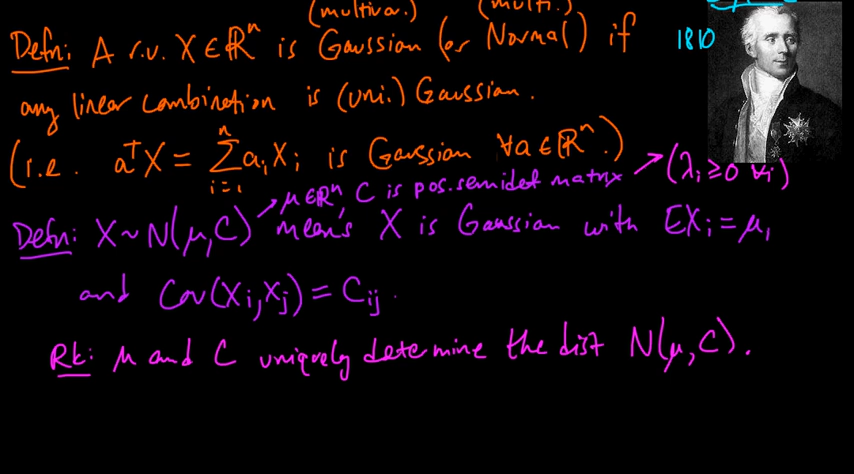 (multivar.) (multi.)
Defn: A r.v. X ∈ ℝⁿ is Gaussian (or Normal) if
1810
any linear combination is (uni.) Gaussian.
(i.e. aᵀX = Σᵢ₌₁ⁿ aᵢXᵢ is Gaussian ∀a ∈ ℝⁿ.)
μ ∈ ℝⁿ, C is pos. semidef matrix → (λᵢ ≥ 0 ∀i)
Defn: X ~ N(μ, C) means X is Gaussian with EXᵢ = μᵢ
and Cov(Xᵢ, Xⱼ) = Cᵢⱼ.
Rk: μ and C uniquely determine the dist N(μ, C).